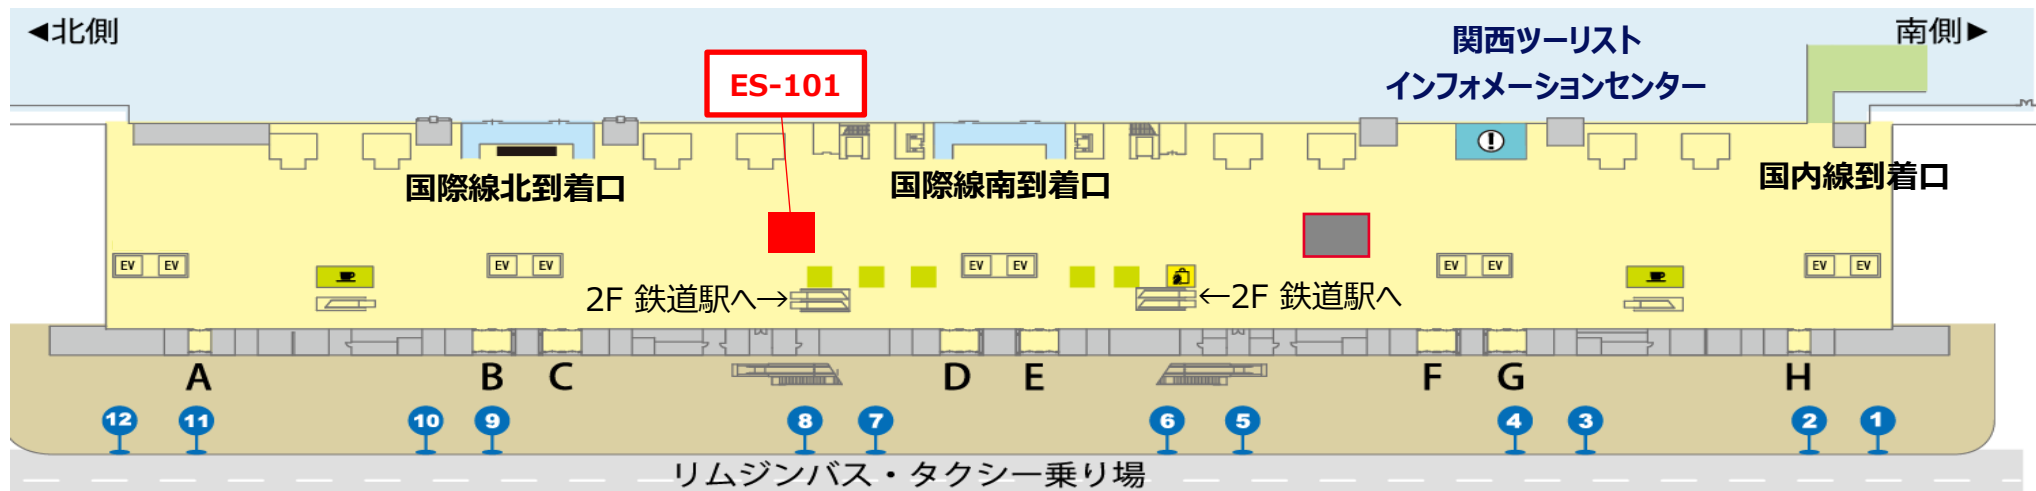 ◀北側
関西ツーリスト
インフォメーションセンター
南側▶
ES-101
国際線北到着口
国際線南到着口
国内線到着口
EV EV
EV EV
EV EV
EV EV
EV EV
2F 鉄道駅へ→
←2F 鉄道駅へ
A B C D E F G H
12 11 10 9 8 7 6 5 4 3 2 1
リムジンバス・タクシー乗り場